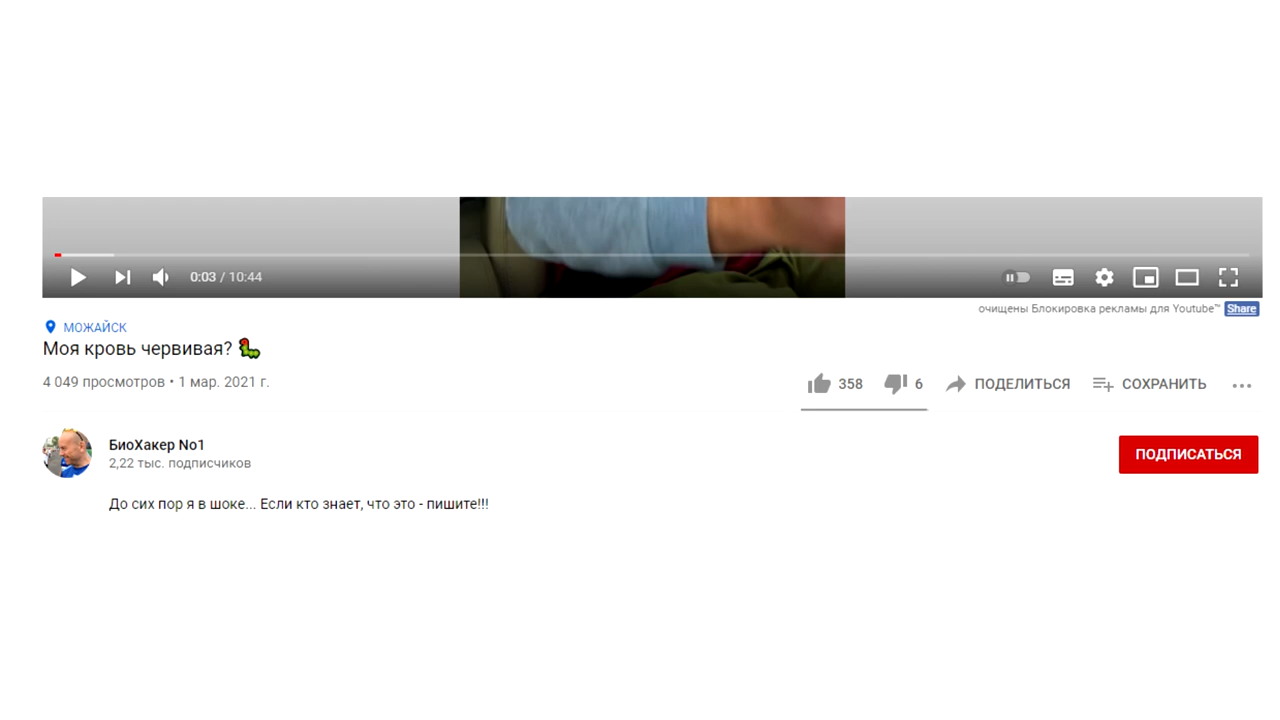 0:03 / 10:44
очищены Блокировка рекламы для Youtube™ Share
МОЖАЙСК
Моя кровь червивая? 🐛
4 049 просмотров • 1 мар. 2021 г.
358 6 ПОДЕЛИТЬСЯ СОХРАНИТЬ ...
БиоХакер No1
2,22 тыс. подписчиков
ПОДПИСАТЬСЯ
До сих пор я в шоке... Если кто знает, что это - пишите!!!